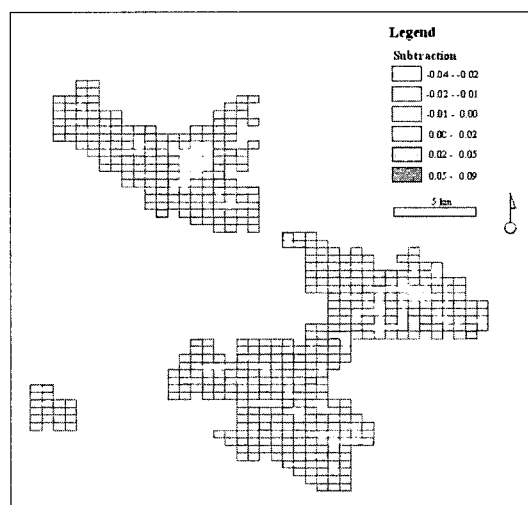 Legend
Subtraction
-0.04 - -0.02
-0.02 - -0.01
-0.01 - 0.00
0.00 - 0.02
0.02 - 0.05
0.05 - 0.09
5 km